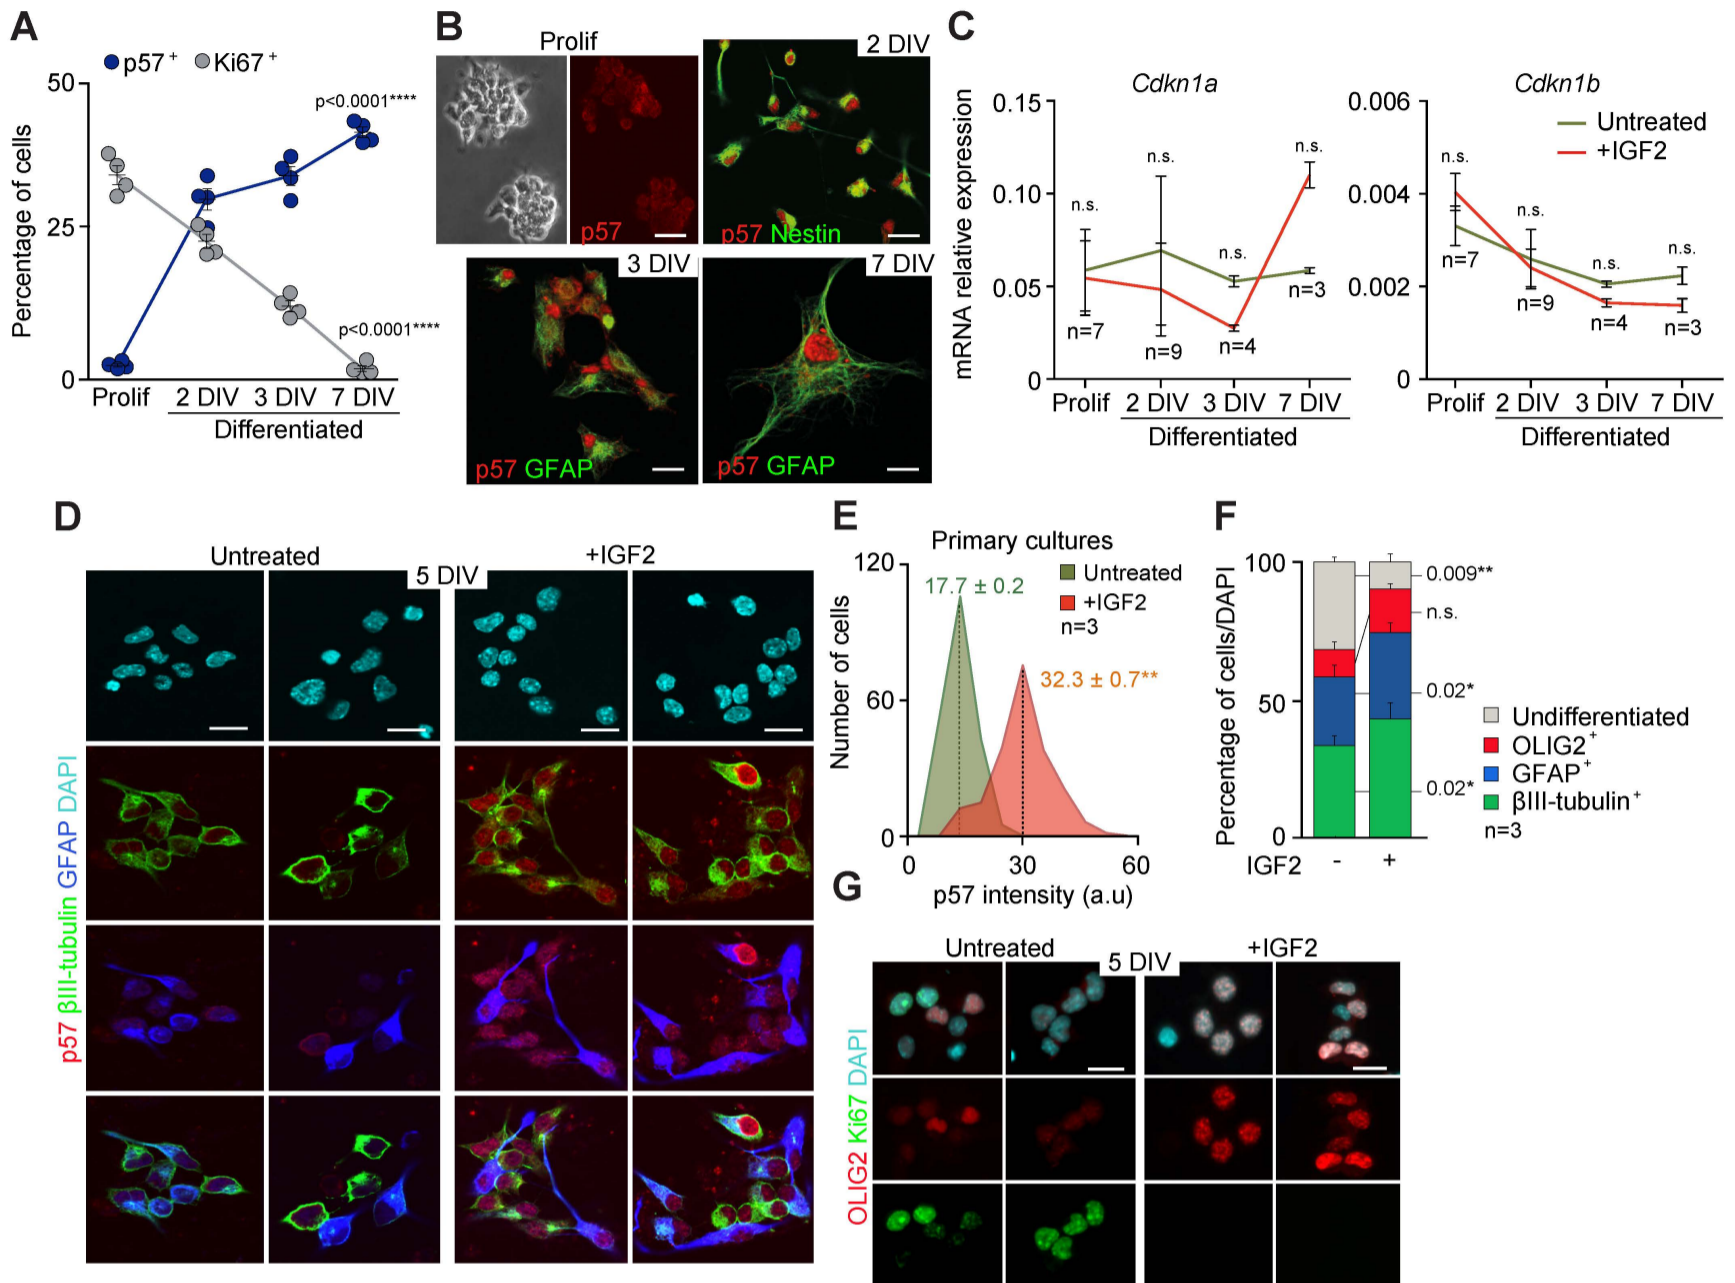 A
p57+ Ki67+
50
25
0
Percentage of cells
p<0.0001****
p<0.0001****
Prolif 2 DIV 3 DIV 7 DIV
Differentiated
B
Prolif
p57
2 DIV
p57 Nestin
3 DIV
p57 GFAP
7 DIV
p57 GFAP
C
mRNA relative expression
Cdkn1a
0.15
0.10
0.05
0
n.s.
n.s.
n.s.
n.s.
n=7
n=9
n=4
n=3
Prolif 2 DIV 3 DIV 7 DIV
Differentiated
Cdkn1b
Untreated
+IGF2
0.006
0.004
0.002
0
n.s.
n.s.
n.s.
n.s.
n=7
n=9
n=4
n=3
Prolif 2 DIV 3 DIV 7 DIV
Differentiated
D
Untreated
+IGF2
5 DIV
p57 βIII-tubulin GFAP DAPI
E
Primary cultures
Untreated
+IGF2
n=3
17.7 ± 0.2
32.3 ± 0.7**
120
60
0
Number of cells
0 30 60
p57 intensity (a.u)
F
Percentage of cells/DAPI
100
50
0
0.009**
n.s.
0.02*
0.02*
IGF2 - +
Undifferentiated
OLIG2+
GFAP+
βIII-tubulin+
n=3
G
Untreated
+IGF2
5 DIV
OLIG2 Ki67 DAPI